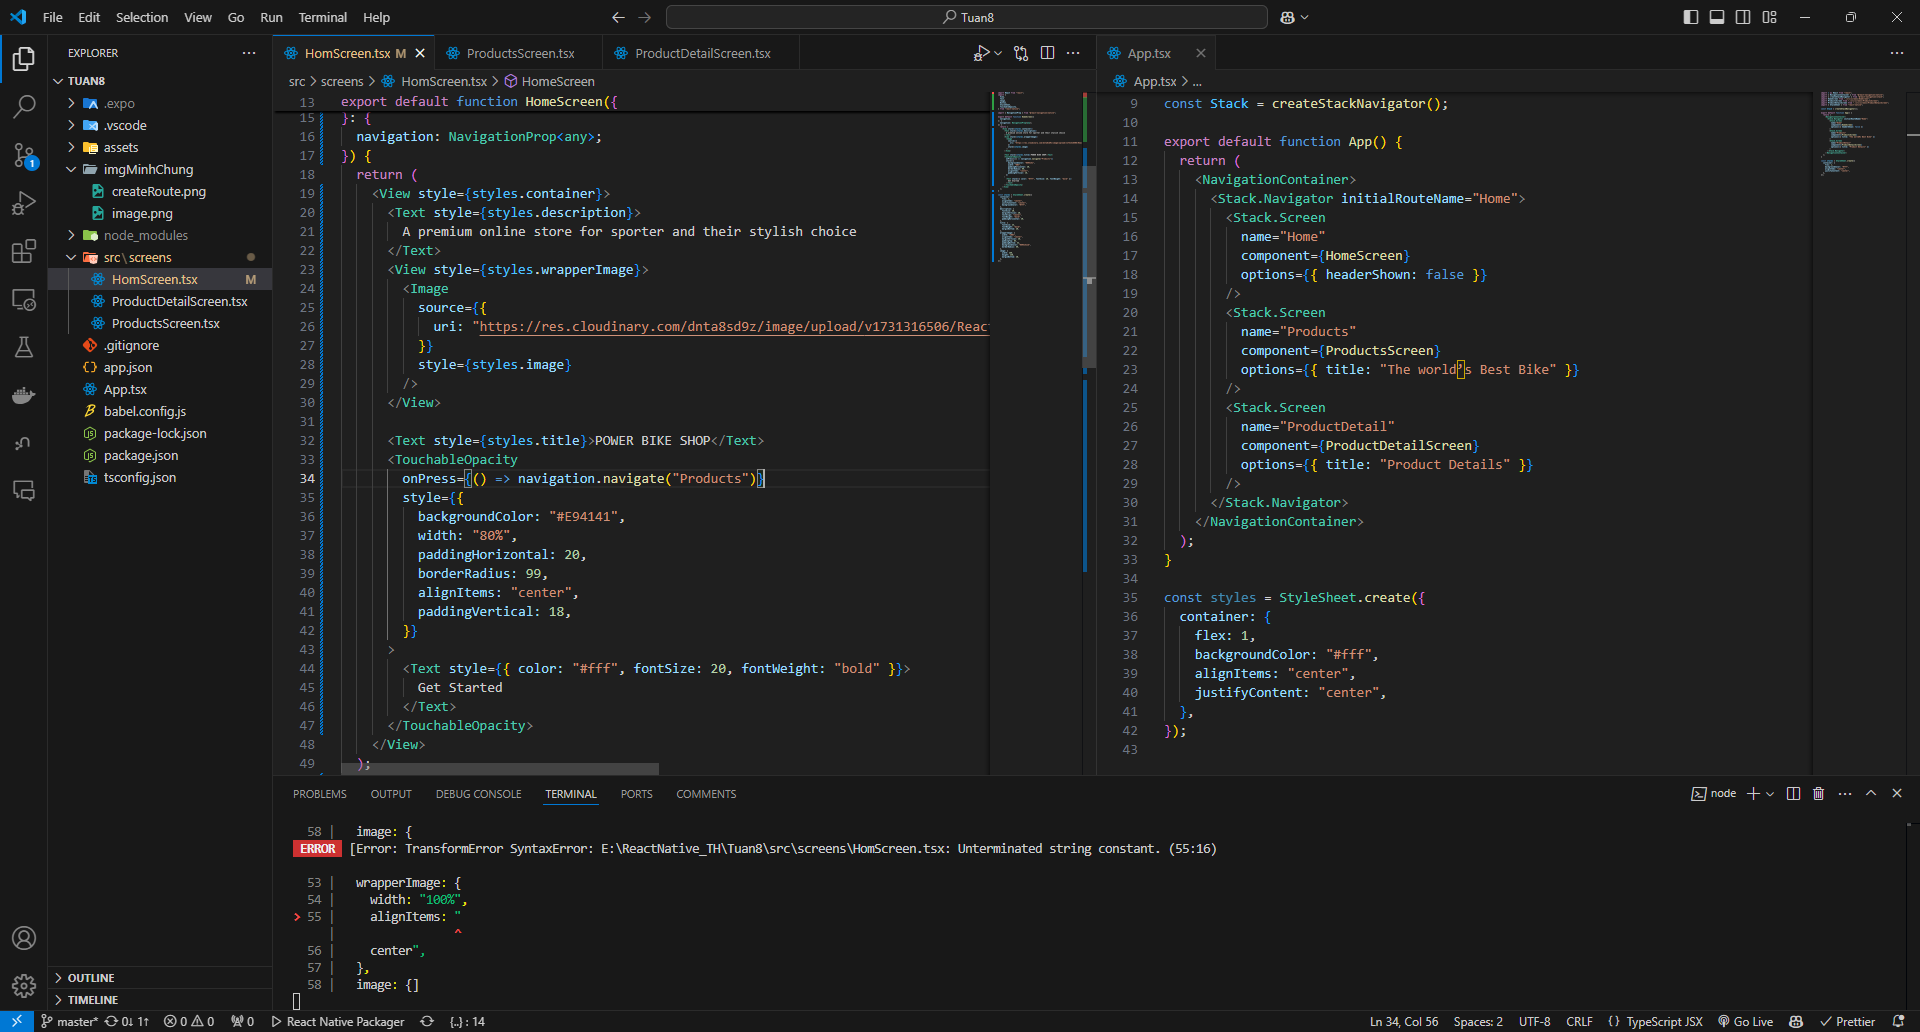 File Edit Selection View Go Run Terminal Help
Tuan8
EXPLORER
TUAN8
.expo
.vscode
assets
imgMinhChung
createRoute.png
image.png
node_modules
src\screens
HomScreen.tsx M
ProductDetailScreen.tsx
ProductsScreen.tsx
.gitignore
app.json
App.tsx
babel.config.js
package-lock.json
package.json
tsconfig.json
OUTLINE
TIMELINE
1
HomScreen.tsx M ProductsScreen.tsx ProductDetailScreen.tsx
src > screens > HomScreen.tsx > HomeScreen
13 export default function HomeScreen({
15 }: {
16 navigation: NavigationProp<any>;
17 }) {
18 return (
19 <View style={styles.container}>
20 <Text style={styles.description}>
21 A premium online store for sporter and their stylish choice
22 </Text>
23 <View style={styles.wrapperImage}>
24 <Image
25 source={{
26 uri: "https://res.cloudinary.com/dnta8sd9z/image/upload/v1731316506/Reac
27 }}
28 style={styles.image}
29 />
30 </View>
31
32 <Text style={styles.title}>POWER BIKE SHOP</Text>
33 <TouchableOpacity
34 onPress={() => navigation.navigate("Products")}
35 style={{
36 backgroundColor: "#E94141",
37 width: "80%",
38 paddingHorizontal: 20,
39 borderRadius: 99,
40 alignItems: "center",
41 paddingVertical: 18,
42 }}
43 >
44 <Text style={{ color: "#fff", fontSize: 20, fontWeight: "bold" }}>
45 Get Started
46 </Text>
47 </TouchableOpacity>
48 </View>
49 );
App.tsx
App.tsx > ...
9 const Stack = createStackNavigator();
10
11 export default function App() {
12 return (
13 <NavigationContainer>
14 <Stack.Navigator initialRouteName="Home">
15 <Stack.Screen
16 name="Home"
17 component={HomeScreen}
18 options={{ headerShown: false }}
19 />
20 <Stack.Screen
21 name="Products"
22 component={ProductsScreen}
23 options={{ title: "The world’s Best Bike" }}
24 />
25 <Stack.Screen
26 name="ProductDetail"
27 component={ProductDetailScreen}
28 options={{ title: "Product Details" }}
29 />
30 </Stack.Navigator>
31 </NavigationContainer>
32 );
33 }
34
35 const styles = StyleSheet.create({
36 container: {
37 flex: 1,
38 backgroundColor: "#fff",
39 alignItems: "center",
40 justifyContent: "center",
41 },
42 });
43
PROBLEMS OUTPUT DEBUG CONSOLE TERMINAL PORTS COMMENTS
node
58 | image: {
ERROR [Error: TransformError SyntaxError: E:\ReactNative_TH\Tuan8\src\screens\HomScreen.tsx: Unterminated string constant. (55:16)
53 | wrapperImage: {
54 | width: "100%",
> 55 | alignItems: "
| ^
56 | center",
57 | },
58 | image: {]
master* 0↓ 1↑ 0 0 0 React Native Packager {..} : 14
Ln 34, Col 56 Spaces: 2 UTF-8 CRLF {} TypeScript JSX Go Live Prettier